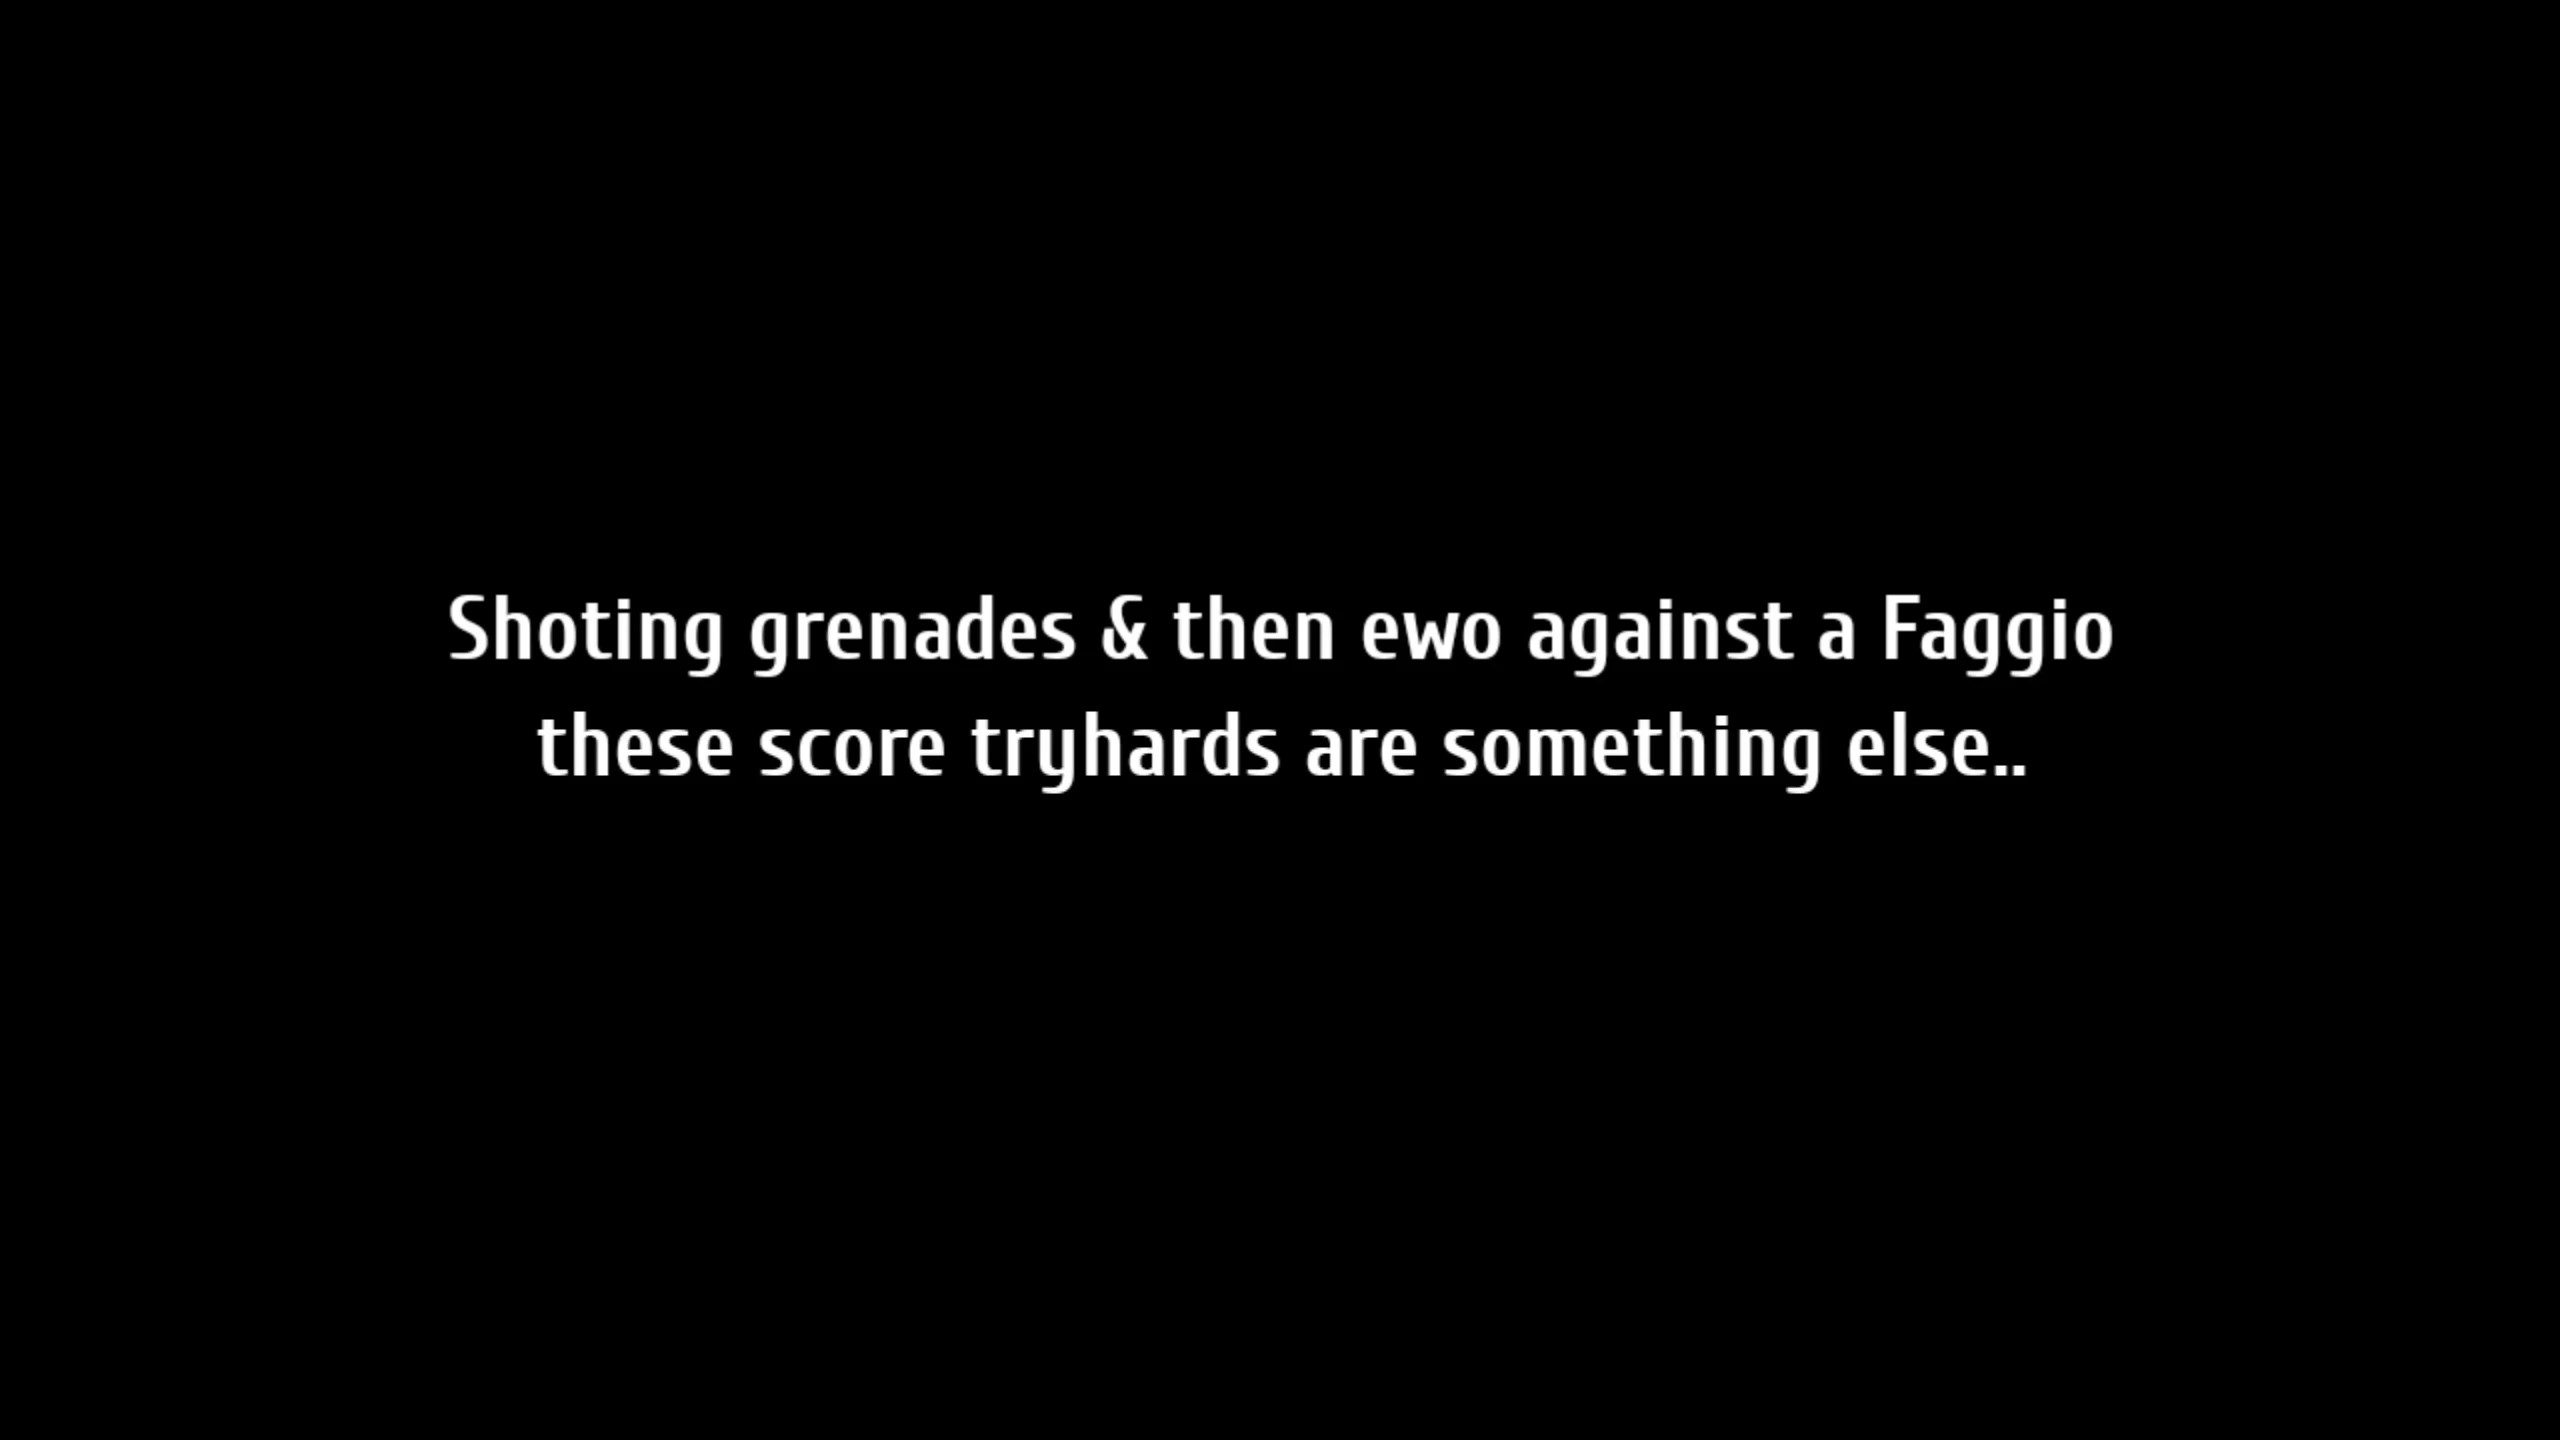 Shoting grenades & then ewo against a Faggio
these score tryhards are something else..